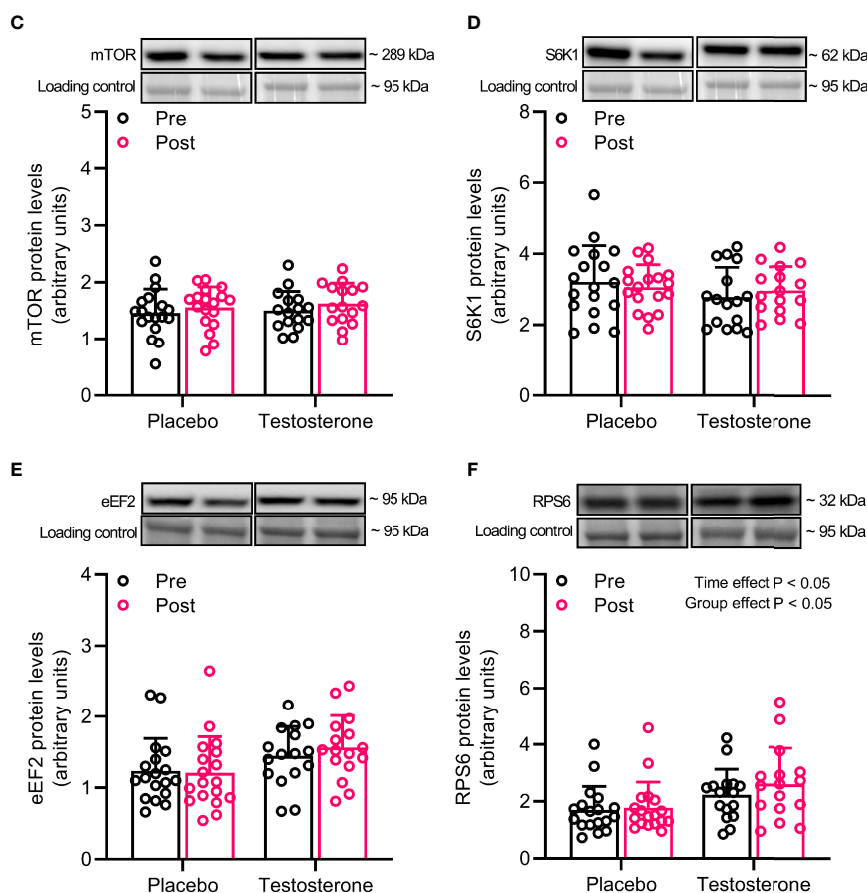 C
mTOR ~ 289 kDa
Loading control ~ 95 kDa
5
4
3
2
1
0
Pre
Post
mTOR protein levels
(arbitrary units)
Placebo Testosterone
D
S6K1 ~ 62 kDa
Loading control ~ 95 kDa
8
6
4
2
0
Pre
Post
S6K1 protein levels
(arbitrary units)
Placebo Testosterone
E
eEF2 ~ 95 kDa
Loading control ~ 95 kDa
4
3
2
1
0
Pre
Post
eEF2 protein levels
(arbitrary units)
Placebo Testosterone
F
RPS6 ~ 32 kDa
Loading control ~ 95 kDa
10
8
6
4
2
0
Pre
Post
Time effect P < 0.05
Group effect P < 0.05
RPS6 protein levels
(arbitrary units)
Placebo Testosterone